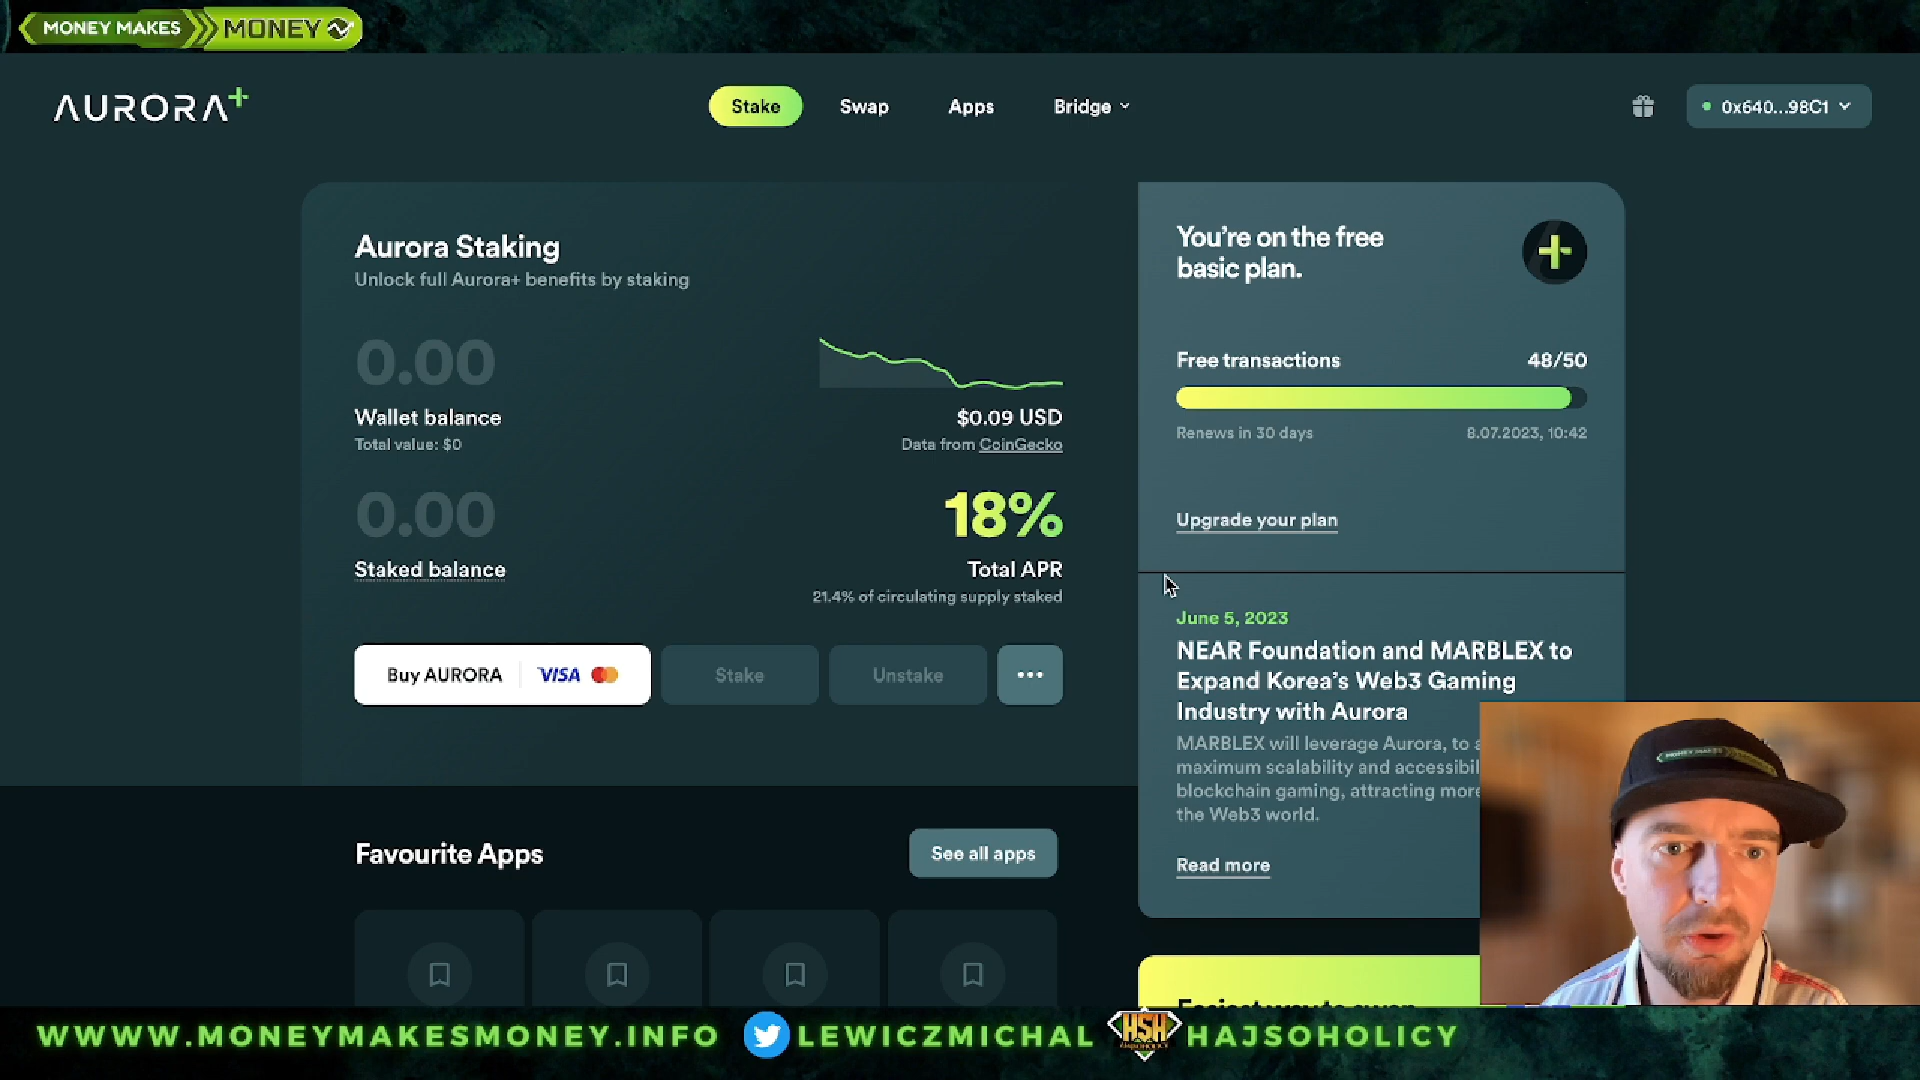 MONEY MAKES MONEY
AURORA+
Stake
Swap
Apps
Bridge
0x640...98C1
Aurora Staking
Unlock full Aurora+ benefits by staking
0.00
Wallet balance
Total value: $0
$0.09 USD
Data from CoinGecko
0.00
Staked balance
18%
Total APR
21.4% of circulating supply staked
Buy AURORA VISA
Stake
Unstake
You're on the free
basic plan.
Free transactions 48/50
Renews in 30 days 8.07.2023, 10:42
Upgrade your plan
June 5, 2023
NEAR Foundation and MARBLEX to
Expand Korea's Web3 Gaming
Industry with Aurora
MARBLEX will leverage Aurora, to
maximum scalability and
blockchain gaming, attracting more
the Web3 world.
Read more
Favourite Apps
See all apps
WWWW.MONEYMAKESMONEY.INFO LEWICZMICHAL HSH HAJSOHOLICY